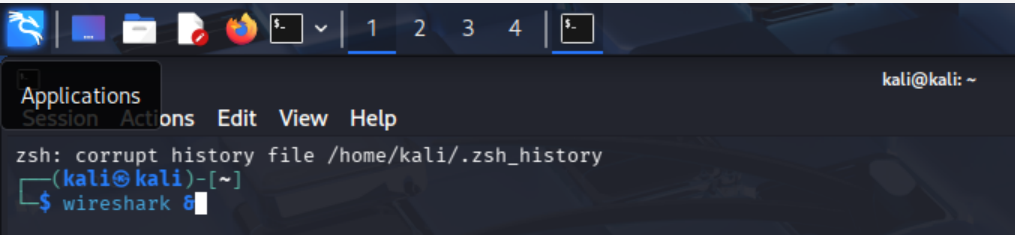 1 2 3 4
kali@kali: ~
Applications
Session Actions Edit View Help
zsh: corrupt history file /home/kali/.zsh_history
┌──(kali㉿kali)-[~]
└─$ wireshark &